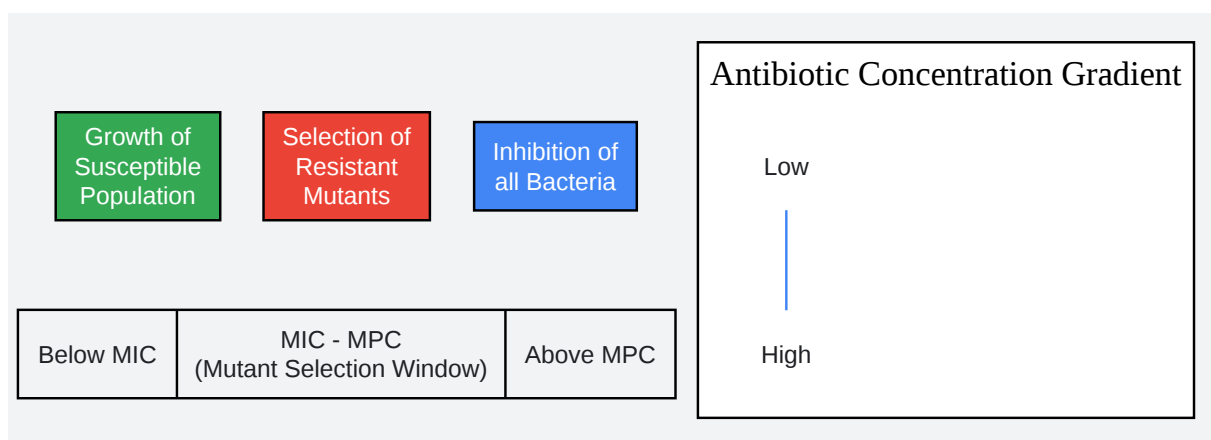 Growth of
Susceptible
Population
Selection of
Resistant
Mutants
Inhibition of
all Bacteria
Below MIC
MIC - MPC
(Mutant Selection Window)
Above MPC
Antibiotic Concentration Gradient
Low
High